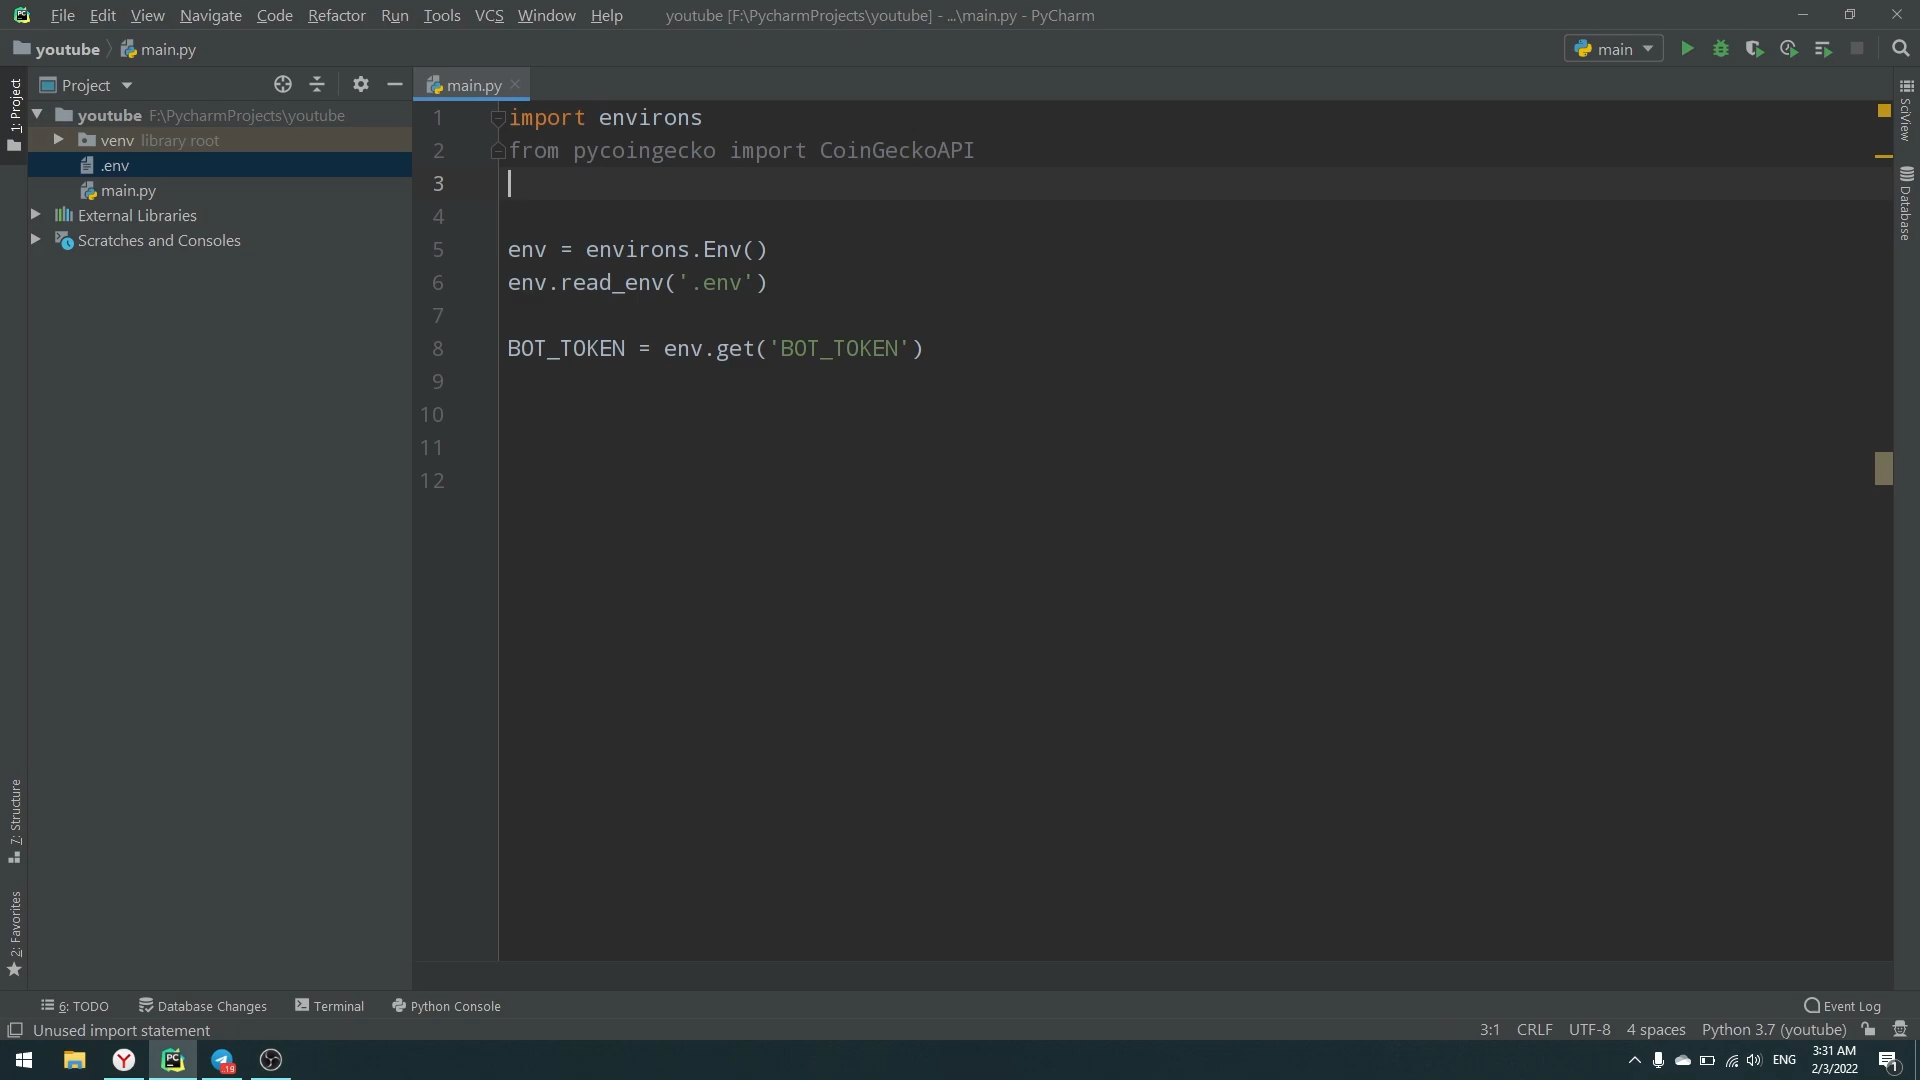 File Edit View Navigate Code Refactor Run Tools VCS Window Help youtube [F:\PycharmProjects\youtube] - ...\main.py - PyCharm
youtube main.py main
Project main.py
1: Project
youtube F:\PycharmProjects\youtube
venv library root
.env
main.py
External Libraries
Scratches and Consoles
7: Structure
2: Favorites
1 import environs
2 from pycoingecko import CoinGeckoAPI
3
4
5 env = environs.Env()
6 env.read_env('.env')
7
8 BOT_TOKEN = env.get('BOT_TOKEN')
9
10
11
12
SciView
Database
6: TODO Database Changes Terminal Python Console Event Log
Unused import statement 3:1 CRLF UTF-8 4 spaces Python 3.7 (youtube)
PC 19 ENG 3:31 AM 1
2/3/2022